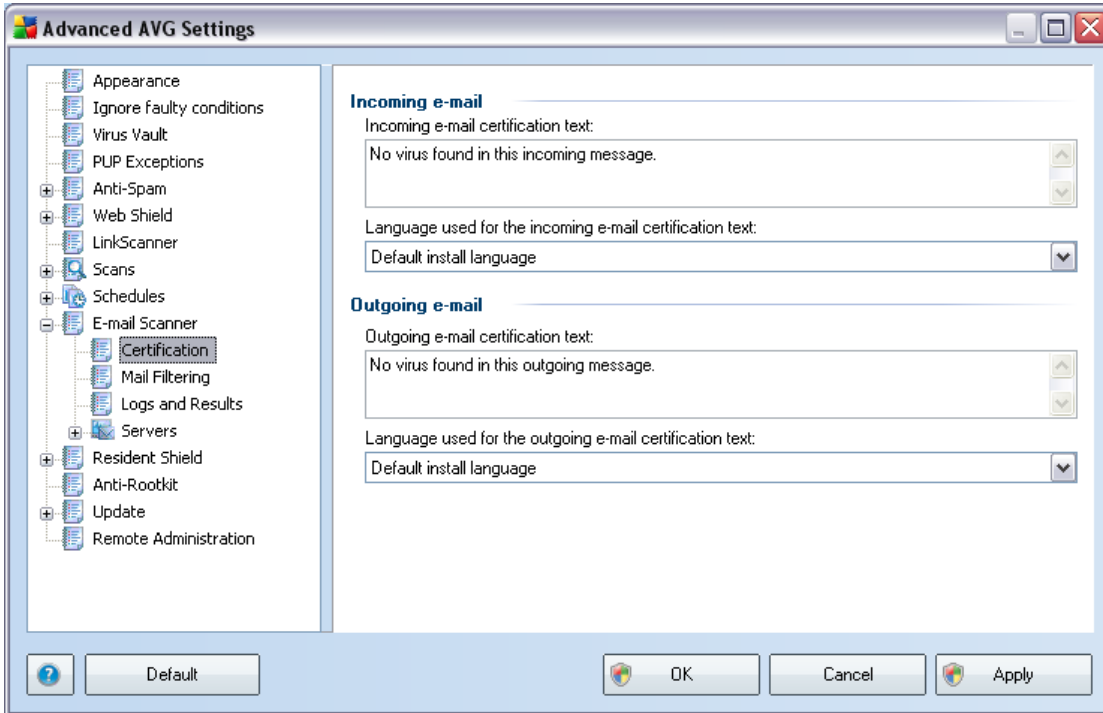 Advanced AVG Settings
Appearance
Ignore faulty conditions
Virus Vault
PUP Exceptions
Anti-Spam
Web Shield
LinkScanner
Scans
Schedules
E-mail Scanner
Certification
Mail Filtering
Logs and Results
Servers
Resident Shield
Anti-Rootkit
Update
Remote Administration
Incoming e-mail
Incoming e-mail certification text:
No virus found in this incoming message.
Language used for the incoming e-mail certification text:
Default install language
Outgoing e-mail
Outgoing e-mail certification text:
No virus found in this outgoing message.
Language used for the outgoing e-mail certification text:
Default install language
? Default OK Cancel Apply